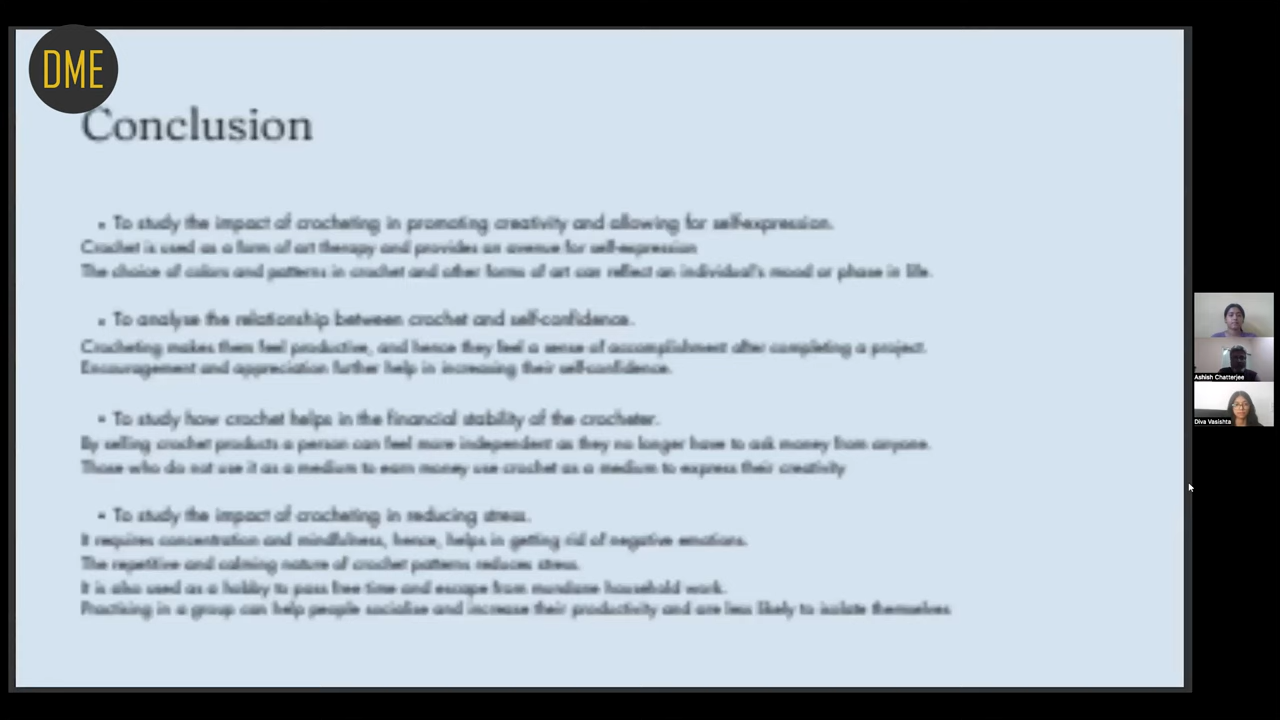 DME
Conclusion
• To study the impact of crocheting in promoting creativity and allowing for self-expression.
Crochet is used as a form of art therapy and provides an avenue for self-expression
The choice of colors and patterns in crochet and other forms of art can reflect an individual's mood or phase in life.
• To analyse the relationship between crochet and self-confidence.
Crocheting makes them feel productive, and hence they feel a sense of accomplishment after completing a project.
Encouragement and appreciation further help in increasing their self-confidence.
• To study how crochet helps in the financial stability of the crocheter.
By selling crochet products a person can feel more independent as they no longer have to ask money from anyone.
Those who do not use it as a medium to earn money use crochet as a medium to express their creativity
• To study the impact of crocheting in reducing stress.
It requires concentration and mindfulness, hence, helps in getting rid of negative emotions.
The repetitive and calming nature of crochet patterns reduces stress.
It is also used as a hobby to pass free time and escape from mundane household work.
Practising in a group can help people socialise and increase their productivity and are less likely to isolate themselves
Ashish Chatterjee
Diva Vasishta